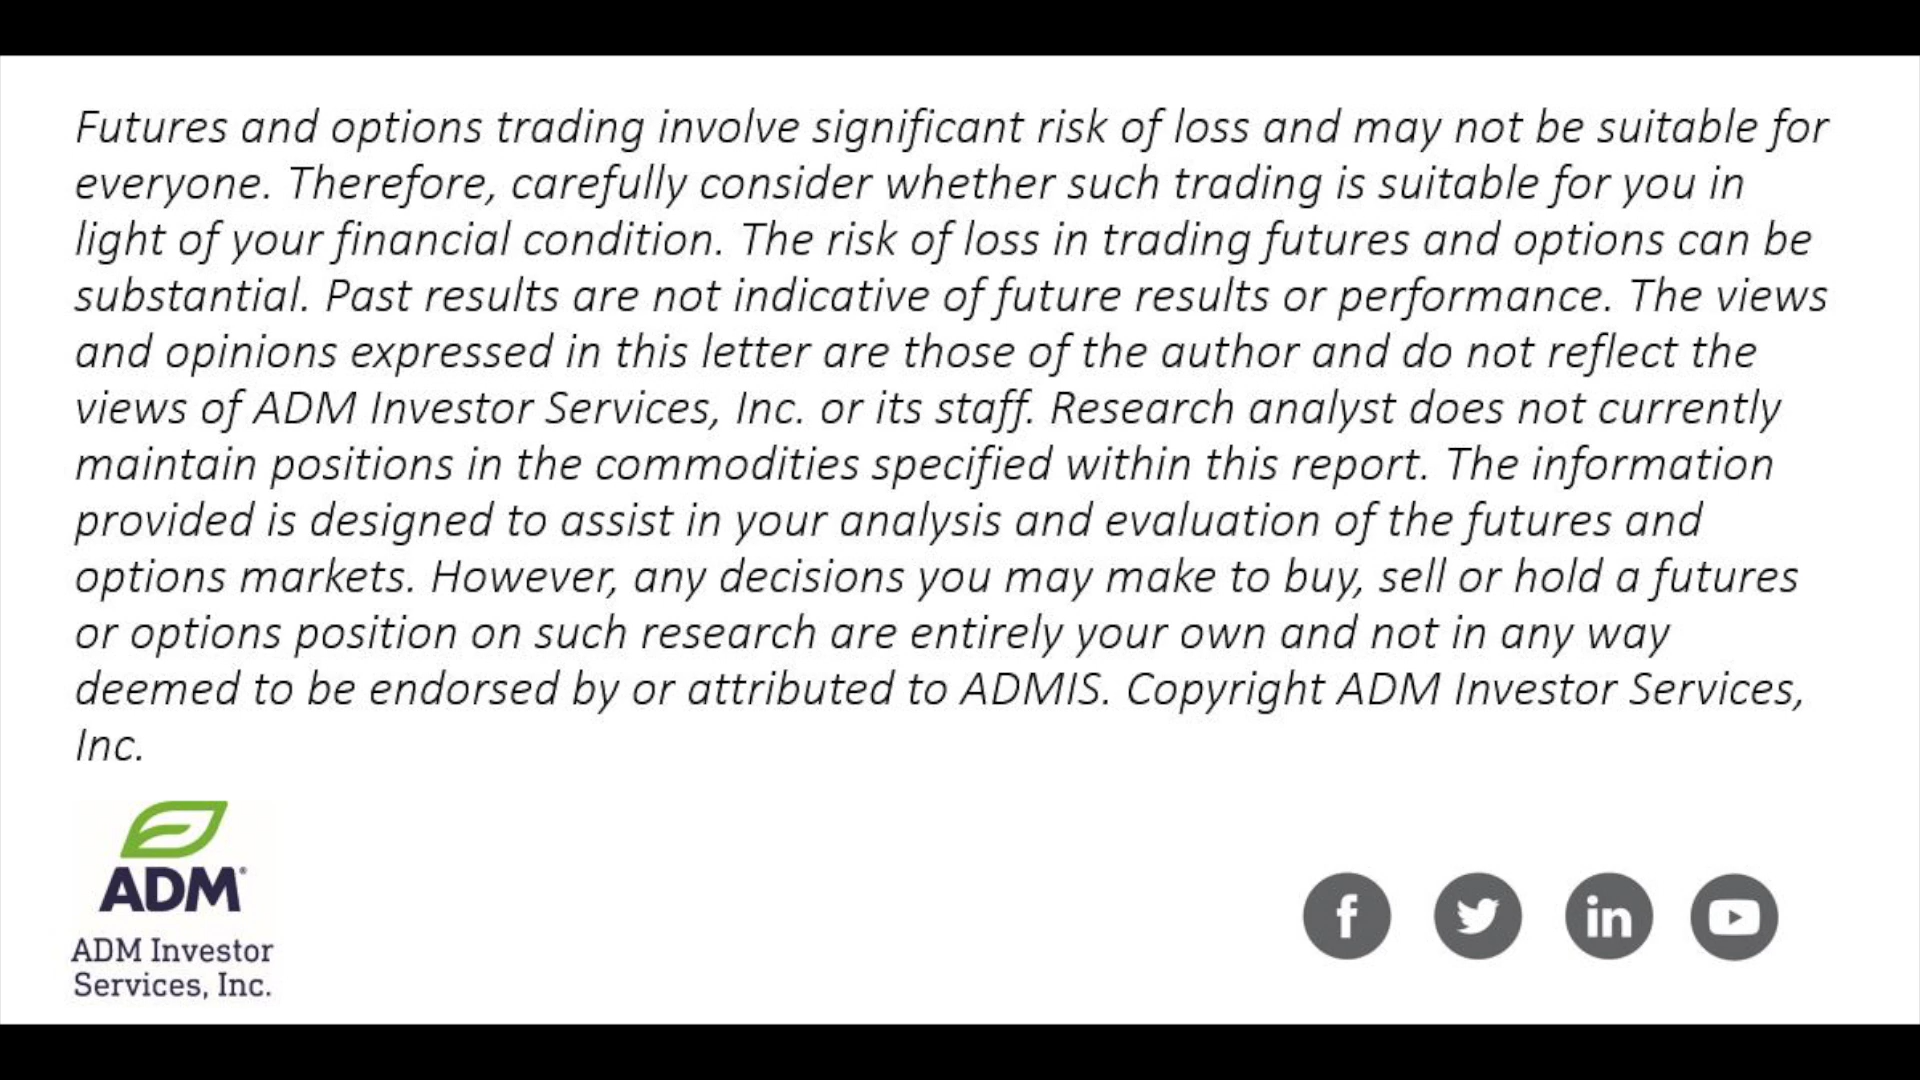 Futures and options trading involve significant risk of loss and may not be suitable for
everyone. Therefore, carefully consider whether such trading is suitable for you in
light of your financial condition. The risk of loss in trading futures and options can be
substantial. Past results are not indicative of future results or performance. The views
and opinions expressed in this letter are those of the author and do not reflect the
views of ADM Investor Services, Inc. or its staff. Research analyst does not currently
maintain positions in the commodities specified within this report. The information
provided is designed to assist in your analysis and evaluation of the futures and
options markets. However, any decisions you may make to buy, sell or hold a futures
or options position on such research are entirely your own and not in any way
deemed to be endorsed by or attributed to ADMIS. Copyright ADM Investor Services,
Inc.
ADM®
ADM Investor
Services, Inc.
f
in